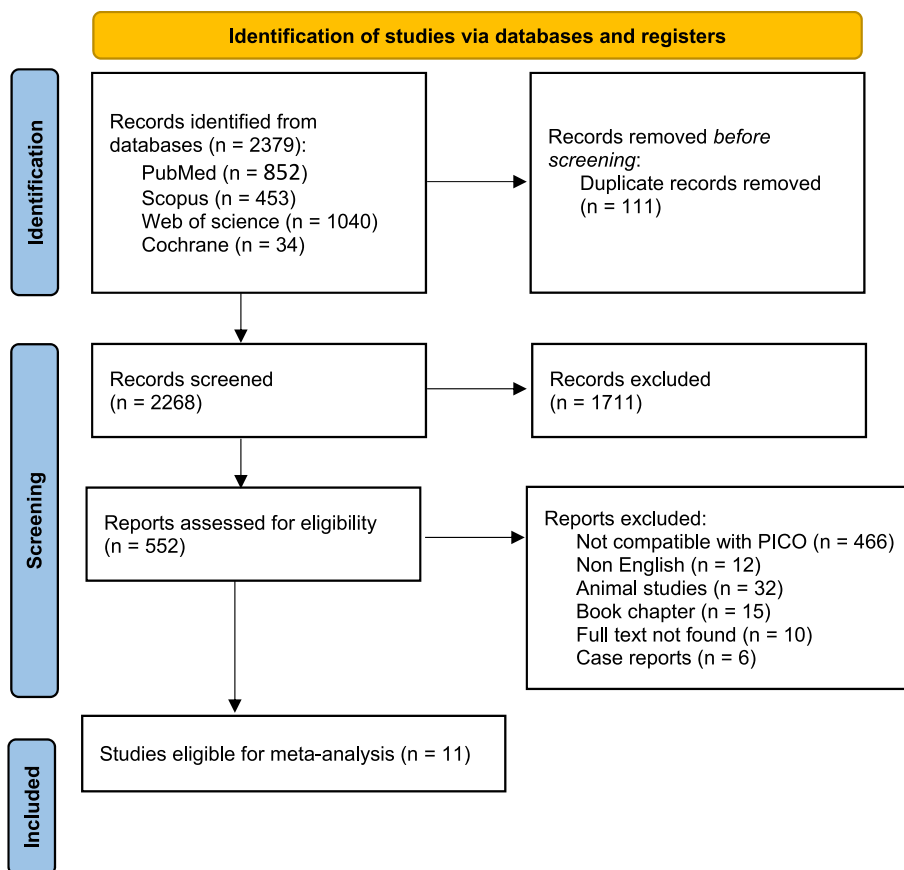 Identification of studies via databases and registers
Identification
Records identified from
databases (n = 2379):
PubMed (n = 852)
Scopus (n = 453)
Web of science (n = 1040)
Cochrane (n = 34)
Records removed before
screening:
Duplicate records removed
(n = 111)
Screening
Records screened
(n = 2268)
Records excluded
(n = 1711)
Reports assessed for eligibility
(n = 552)
Reports excluded:
Not compatible with PICO (n = 466)
Non English (n = 12)
Animal studies (n = 32)
Book chapter (n = 15)
Full text not found (n = 10)
Case reports (n = 6)
Included
Studies eligible for meta-analysis (n = 11)